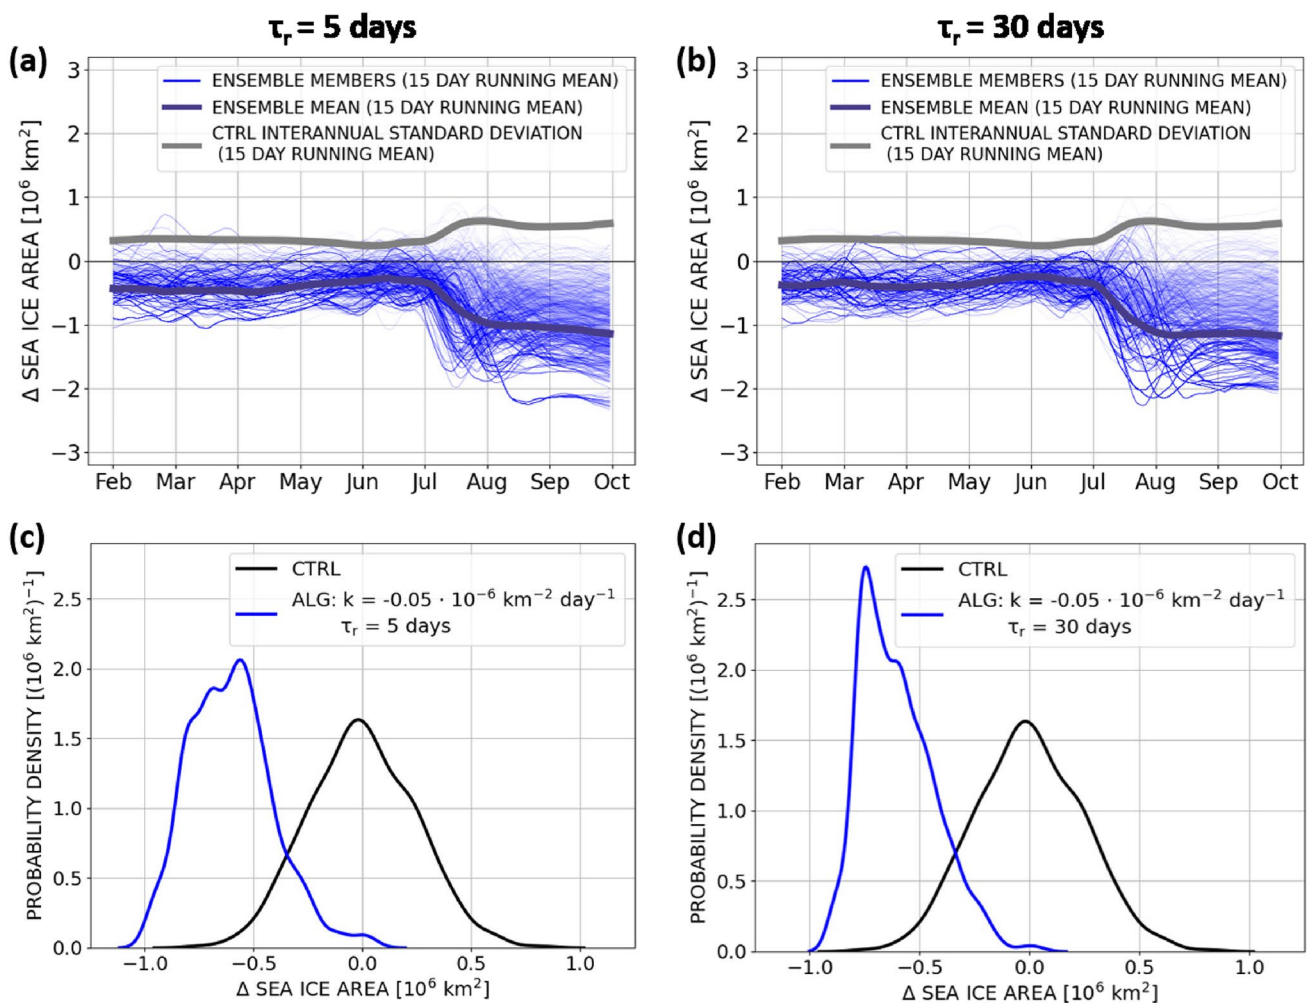 τr = 5 days
(a)
3
2
1
0
−1
−2
−3
Δ SEA ICE AREA [10⁶ km²]
ENSEMBLE MEMBERS (15 DAY RUNNING MEAN)
ENSEMBLE MEAN (15 DAY RUNNING MEAN)
CTRL INTERANNUAL STANDARD DEVIATION
(15 DAY RUNNING MEAN)
Feb Mar Apr May Jun Jul Aug Sep Oct
τr = 30 days
(b)
3
2
1
0
−1
−2
−3
Δ SEA ICE AREA [10⁶ km²]
ENSEMBLE MEMBERS (15 DAY RUNNING MEAN)
ENSEMBLE MEAN (15 DAY RUNNING MEAN)
CTRL INTERANNUAL STANDARD DEVIATION
(15 DAY RUNNING MEAN)
Feb Mar Apr May Jun Jul Aug Sep Oct
(c)
2.5
2.0
1.5
1.0
0.5
0.0
PROBABILITY DENSITY [(10⁶ km²)⁻¹]
CTRL
ALG: k = -0.05 · 10⁻⁶ km⁻² day⁻¹
τr = 5 days
−1.0 −0.5 0.0 0.5 1.0
Δ SEA ICE AREA [10⁶ km²]
(d)
2.5
2.0
1.5
1.0
0.5
0.0
PROBABILITY DENSITY [(10⁶ km²)⁻¹]
CTRL
ALG: k = -0.05 · 10⁻⁶ km⁻² day⁻¹
τr = 30 days
−1.0 −0.5 0.0 0.5 1.0
Δ SEA ICE AREA [10⁶ km²]